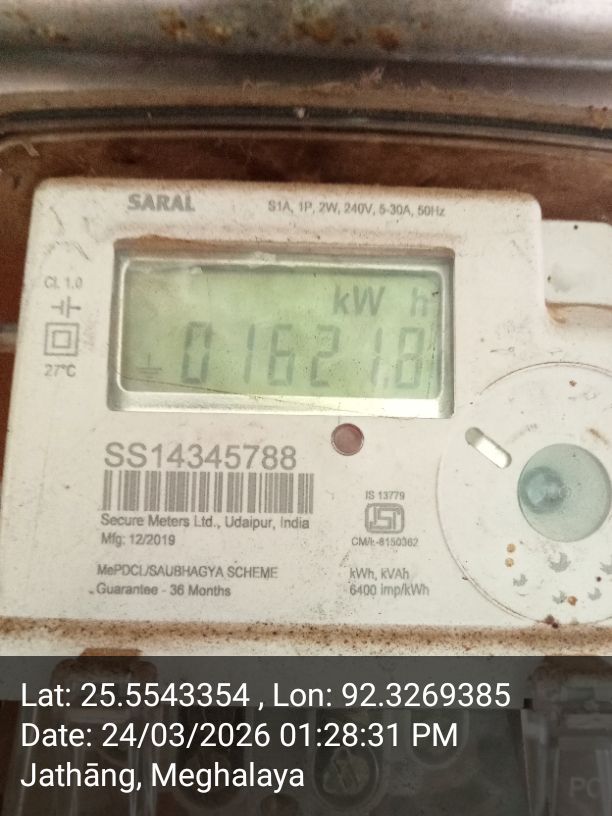 SARAL
S1A, 1P, 2W, 240V, 5-30A, 50Hz
CL 1.0
27°C
kW h
01621.8
SS14345788
Secure Meters Ltd., Udaipur, India
Mfg: 12/2019
IS 13779
ISI
CM/L-8150362
MePDCL/SAUBHAGYA SCHEME
Guarantee - 36 Months
kWh, kVAh
6400 imp/kWh
Lat: 25.5543354 , Lon: 92.3269385
Date: 24/03/2026 01:28:31 PM
Jathāng, Meghalaya